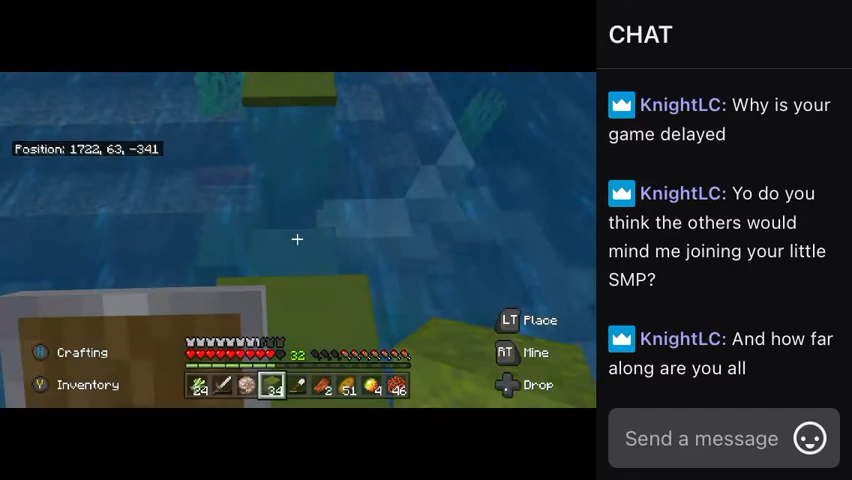 CHAT
KnightLC: Why is your
game delayed
KnightLC: Yo do you
think the others would
mind me joining your little
SMP?
KnightLC: And how far
along are you all
Send a message
Position: 1722, 63, -341
LT Place
RT Mine
Drop
Crafting
Y Inventory
32
24
34
2
51
4
46